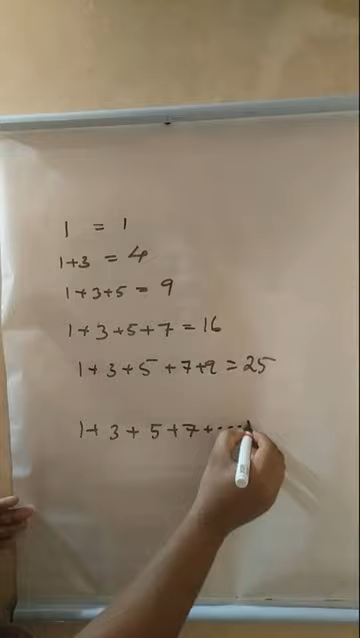 1 = 1
1+3 = 4
1+3+5 = 9
1+3+5+7 = 16
1+3+5+7+9 = 25
1+3+5+7+....